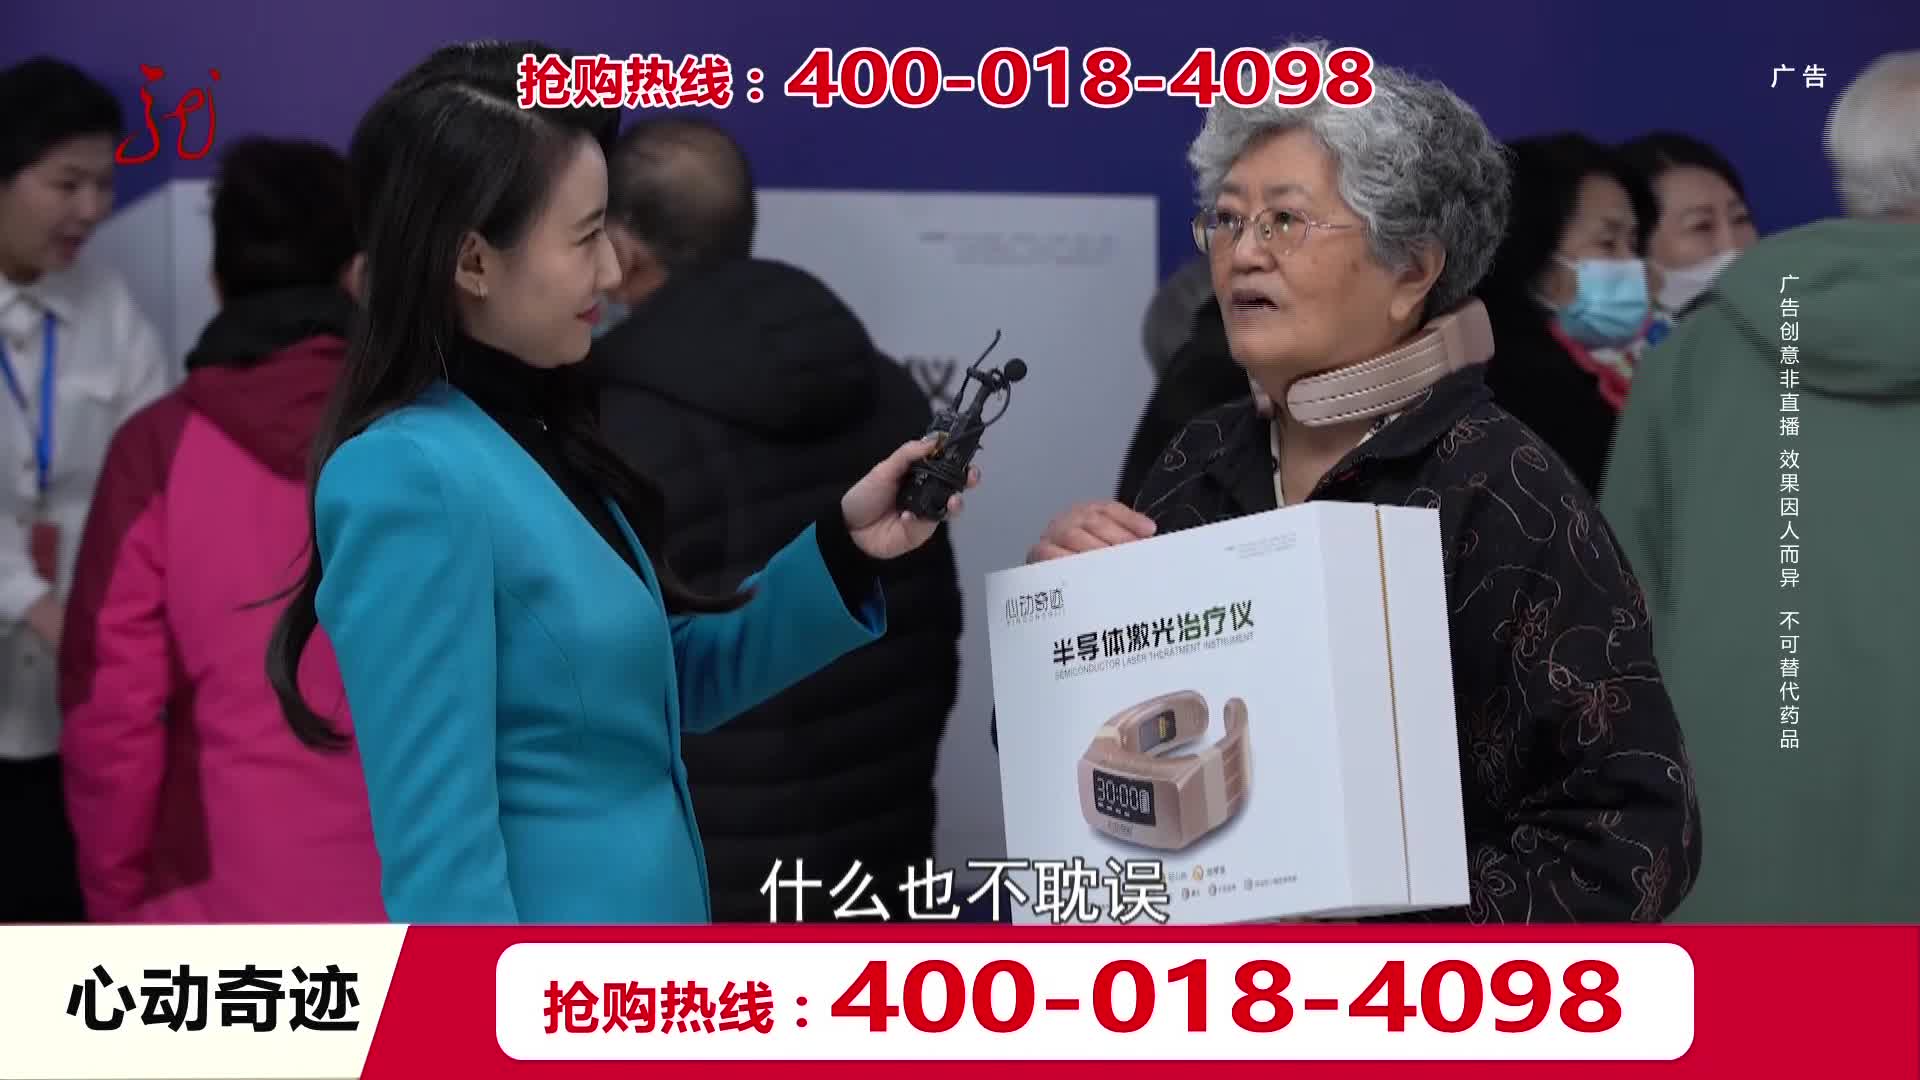 抢购热线：400-018-4098
广告
广告创意非直播 效果因人而异 不可替代药品
仪
心动奇迹
半导体激光治疗仪
SEMICONDUCTOR LASER THERATMENT INSTRUMENT
30:00
什么也不耽误
心动奇迹
抢购热线：400-018-4098